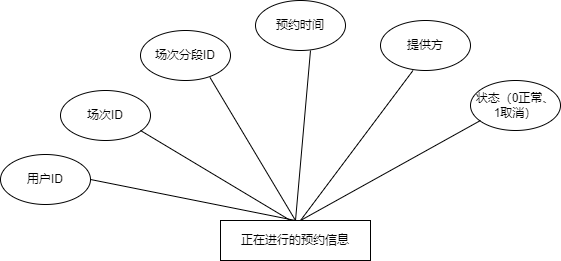 预约时间
提供方
场次分段ID
状态（0正常、
1取消）
场次ID
用户ID
正在进行的预约信息